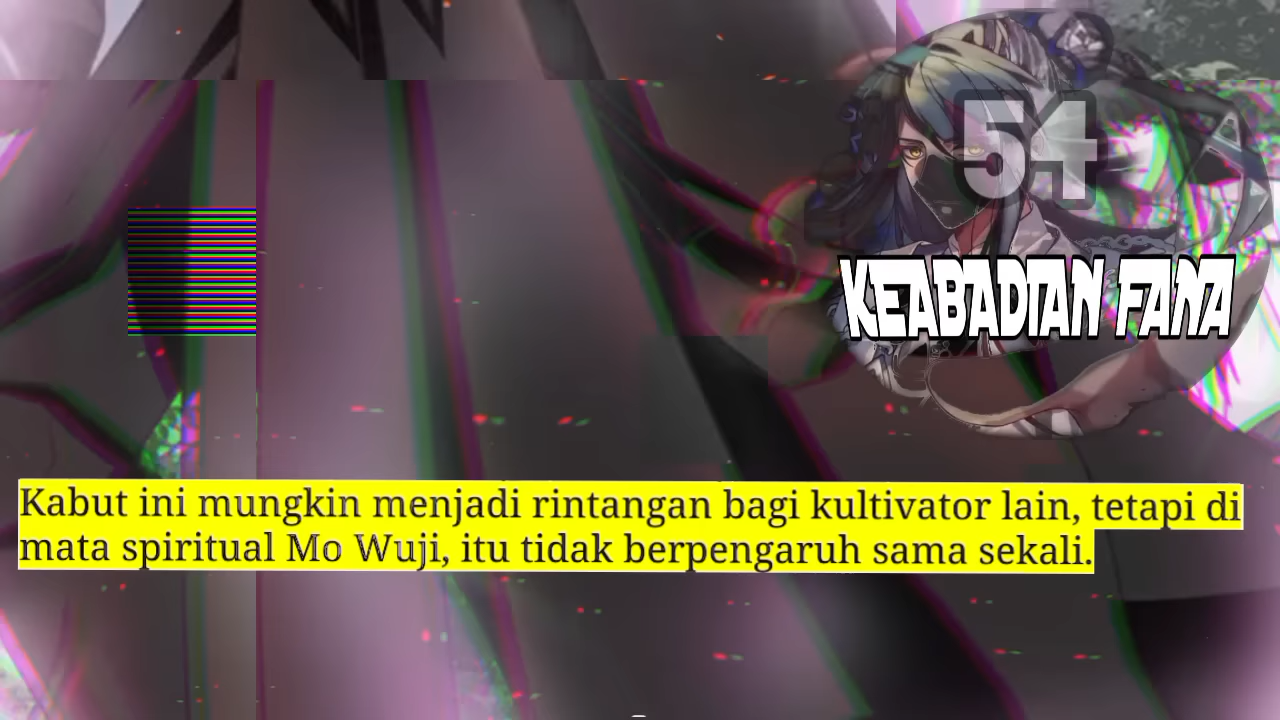 54
KEABADIAN FANA
Kabut ini mungkin menjadi rintangan bagi kultivator lain, tetapi di
mata spiritual Mo Wuji, itu tidak berpengaruh sama sekali.